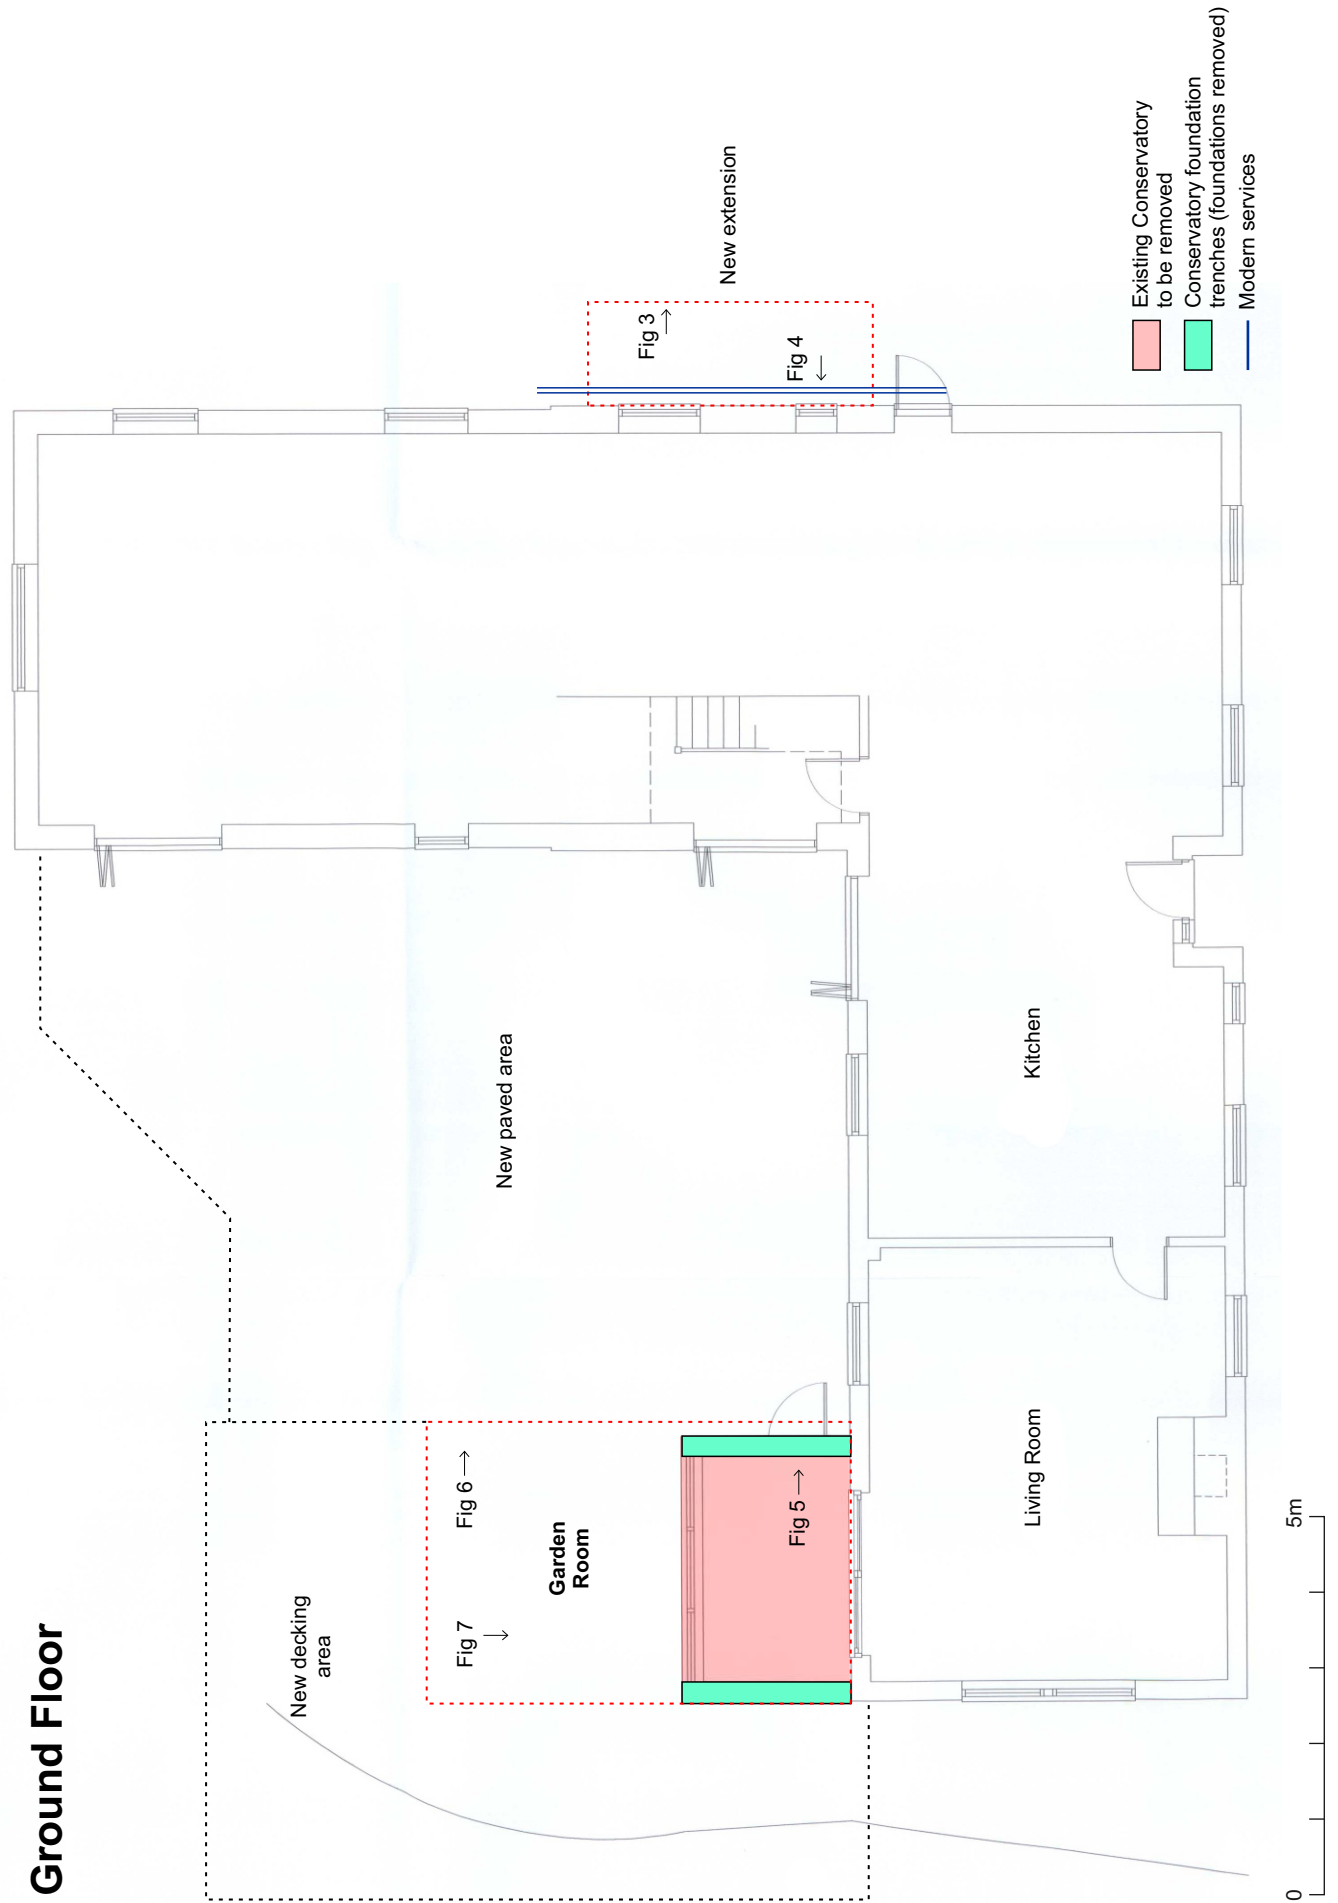 Ground Floor
New decking
area
Fig 7
Fig 6
Garden
Room
Fig 5
New paved area
Living Room
Kitchen
Fig 3
Fig 4
New extension
Existing Conservatory
to be removed
Conservatory foundation
trenches (foundations removed)
Modern services
0
5m